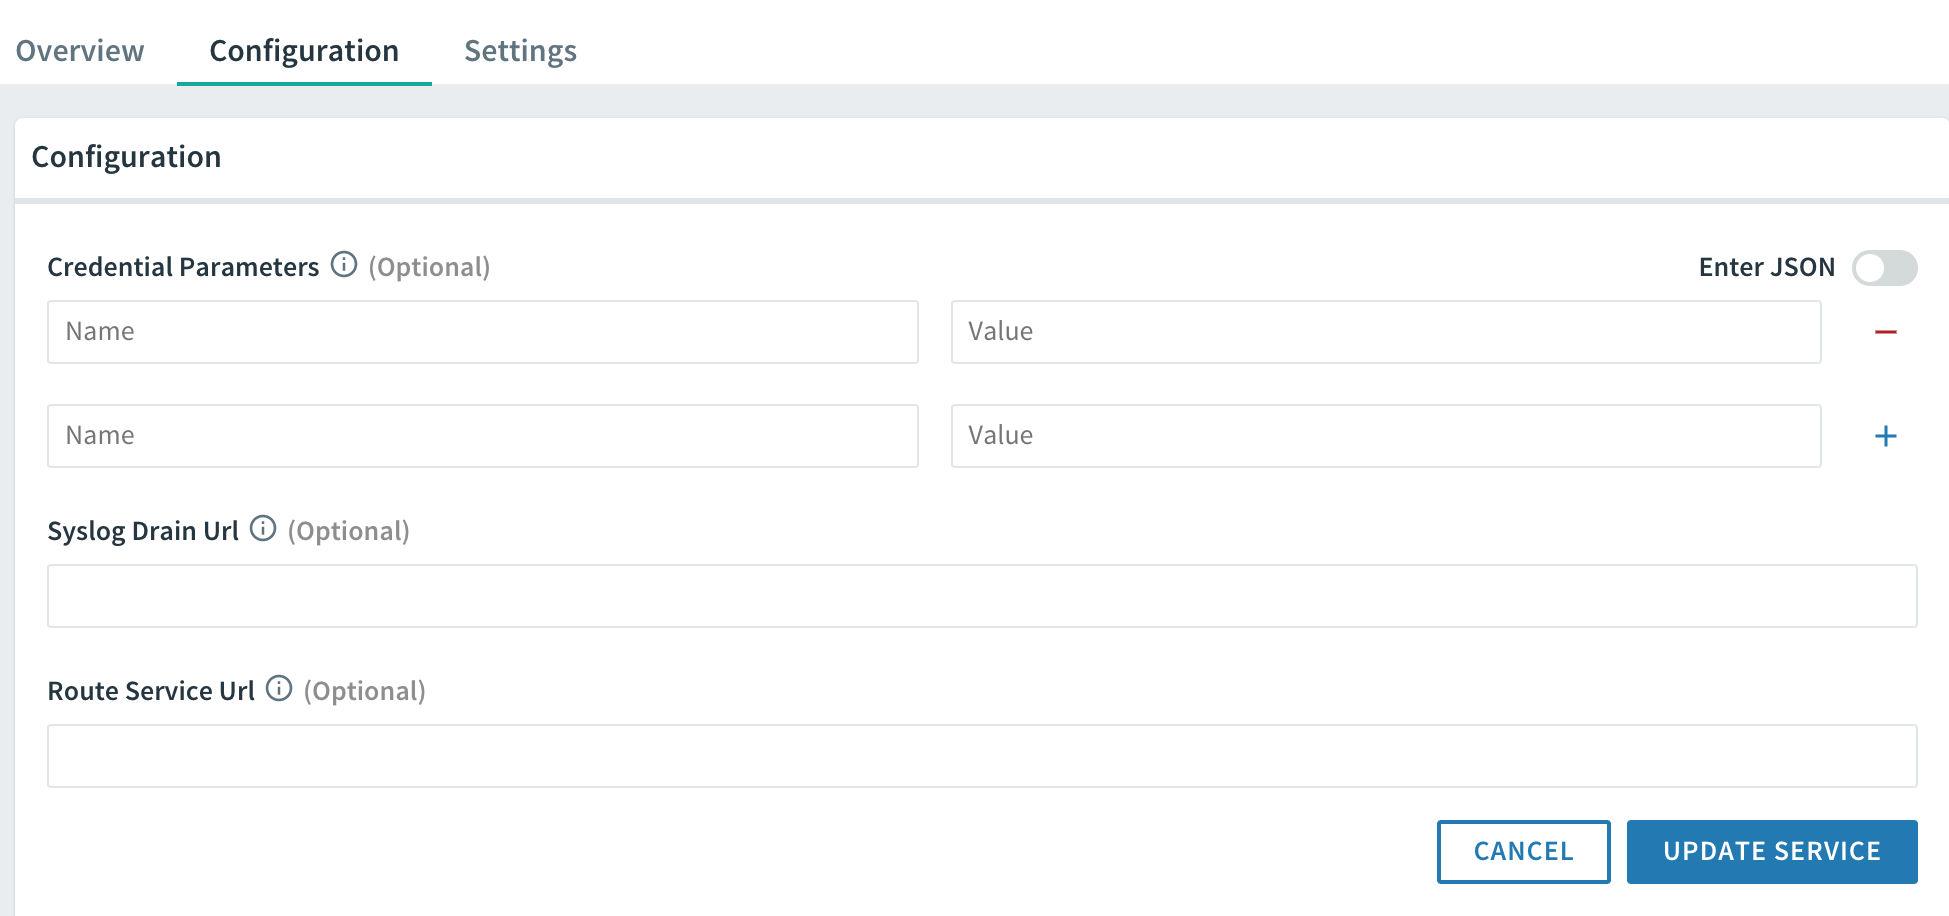 Overview Configuration Settings
Configuration
Credential Parameters (Optional) Enter JSON
Name Value
Name Value
Syslog Drain Url (Optional)
Route Service Url (Optional)
CANCEL UPDATE SERVICE